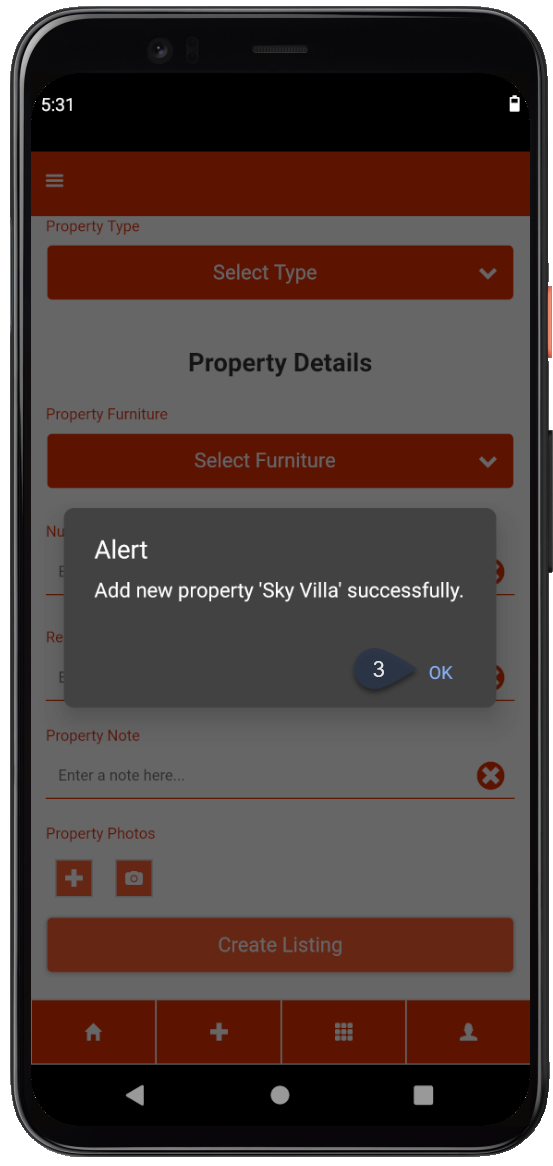 5:31
Property Type
Select Type
Property Details
Property Furniture
Select Furniture
Nu
Alert
Add new property 'Sky Villa' successfully.
E
Re
3
OK
E
Property Note
Enter a note here...
Property Photos
Create Listing